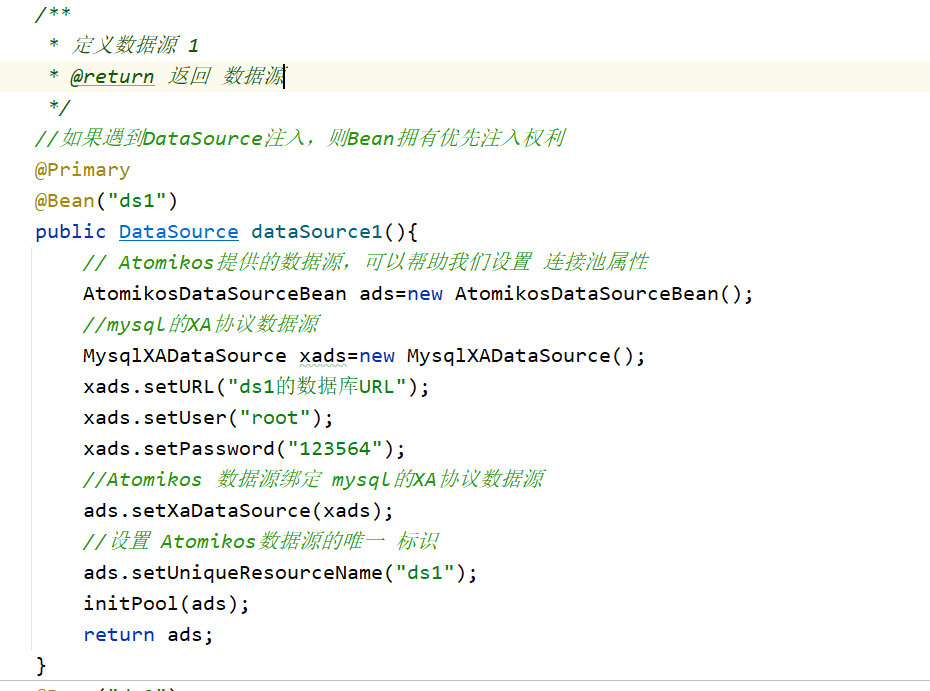 /**
* 定义数据源 1
* @return 返回 数据源
*/
//如果遇到DataSource注入，则Bean拥有优先注入权利
@Primary
@Bean("ds1")
public DataSource dataSource1(){
// Atomikos提供的数据源，可以帮助我们设置 连接池属性
AtomikosDataSourceBean ads=new AtomikosDataSourceBean();
//mysql的XA协议数据源
MysqlXADataSource xads=new MysqlXADataSource();
xads.setURL("ds1的数据库URL");
xads.setUser("root");
xads.setPassword("123564");
//Atomikos 数据源绑定 mysql的XA协议数据源
ads.setXaDataSource(xads);
//设置 Atomikos数据源的唯一 标识
ads.setUniqueResourceName("ds1");
initPool(ads);
return ads;
}